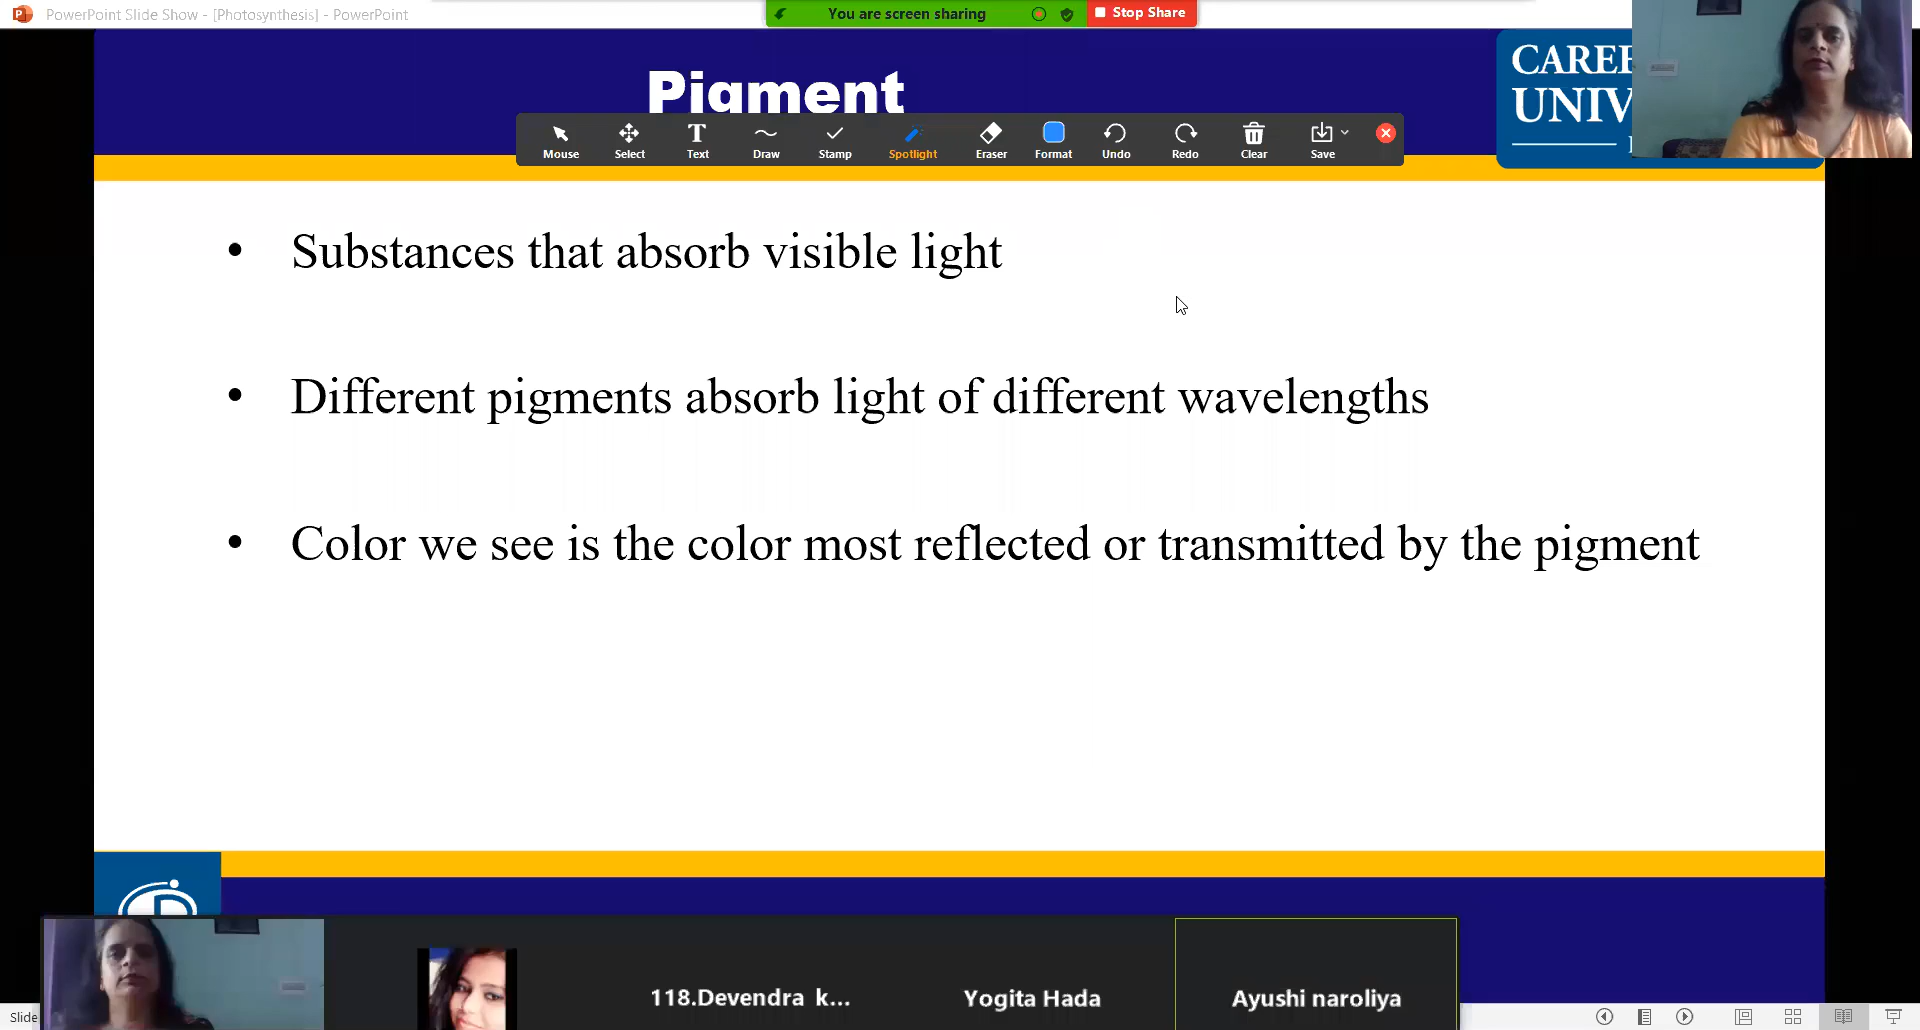 PowerPoint Slide Show - [Photosynthesis] - PowerPoint
You are screen sharing
Stop Share
Pigment
Mouse Select Text Draw Stamp Spotlight Eraser Format Undo Redo Clear Save
• Substances that absorb visible light
• Different pigments absorb light of different wavelengths
• Color we see is the color most reflected or transmitted by the pigment
118.Devendra k...
Yogita Hada
Ayushi naroliya
Slide